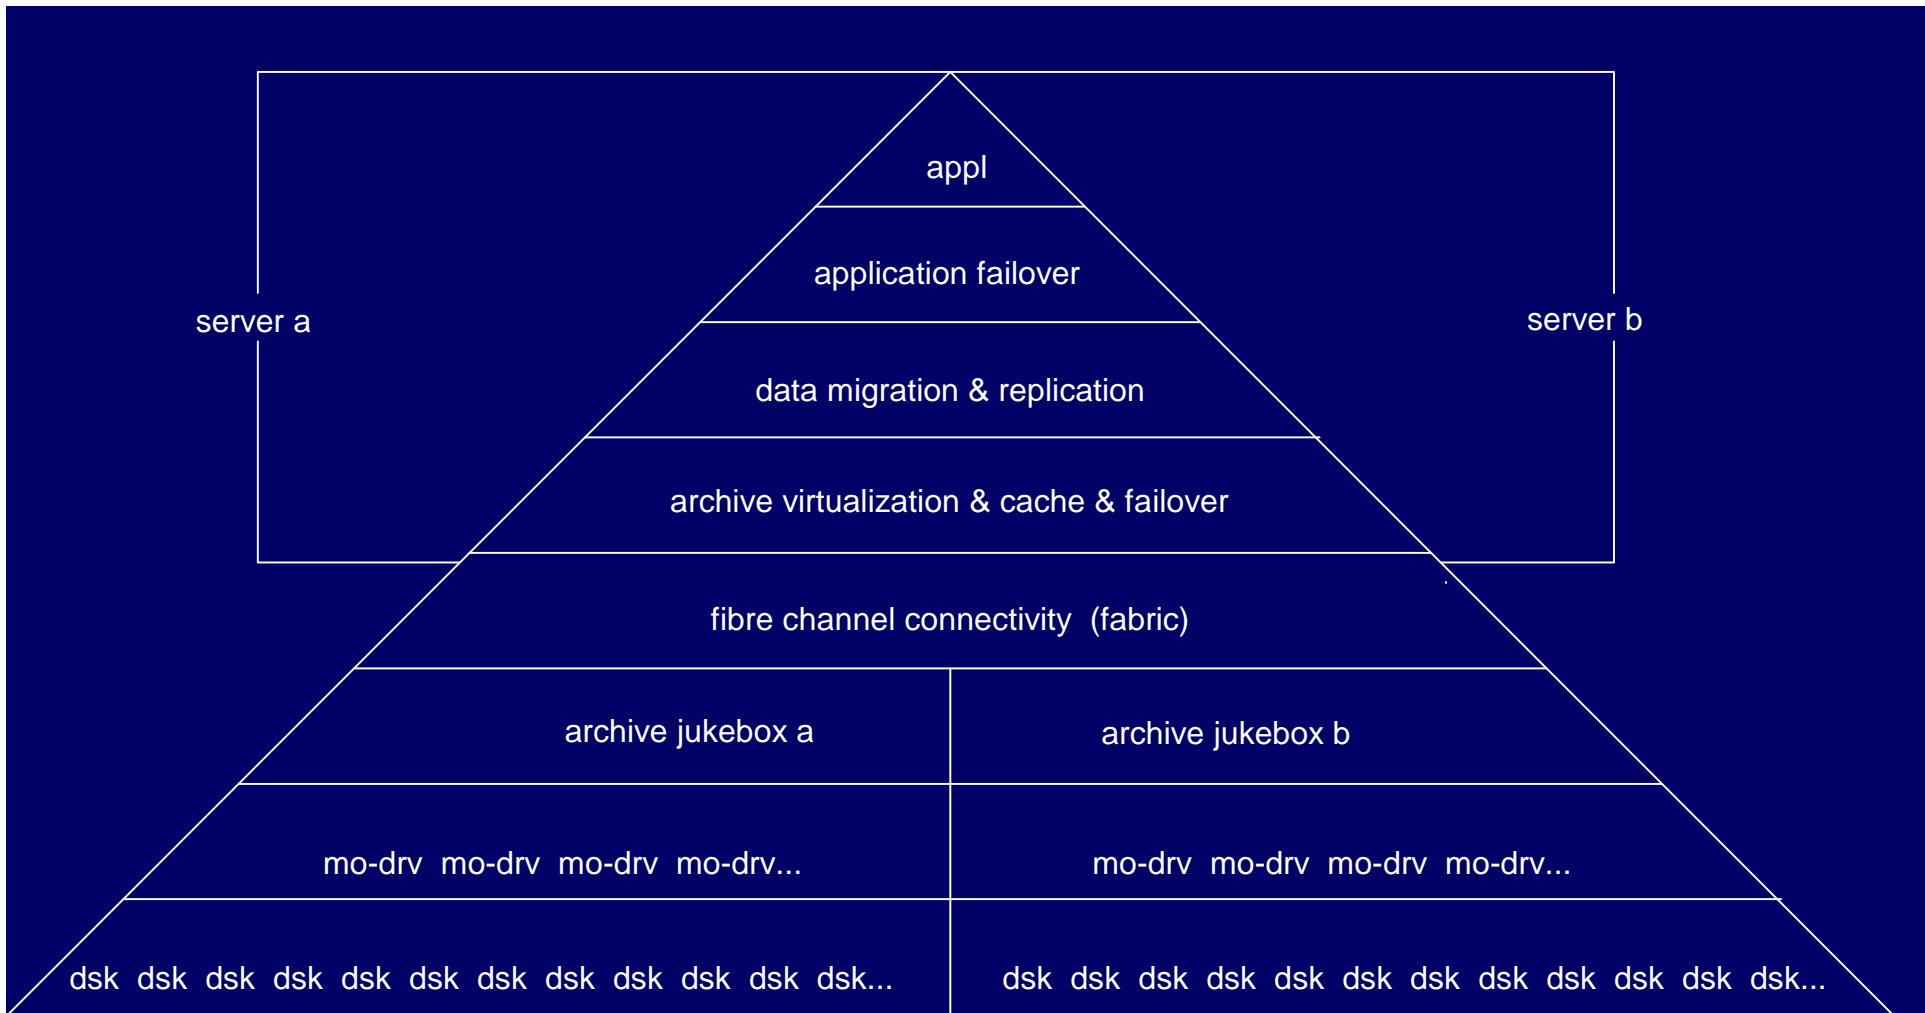 appl
application failover
server a
server b
data migration & replication
archive virtualization & cache & failover
fibre channel connectivity  (fabric)
archive jukebox a
archive jukebox b
mo-drv  mo-drv  mo-drv  mo-drv...
mo-drv  mo-drv  mo-drv  mo-drv...
dsk  dsk  dsk  dsk  dsk  dsk  dsk  dsk  dsk  dsk  dsk  dsk...
dsk  dsk  dsk  dsk  dsk  dsk  dsk  dsk  dsk  dsk  dsk  dsk...